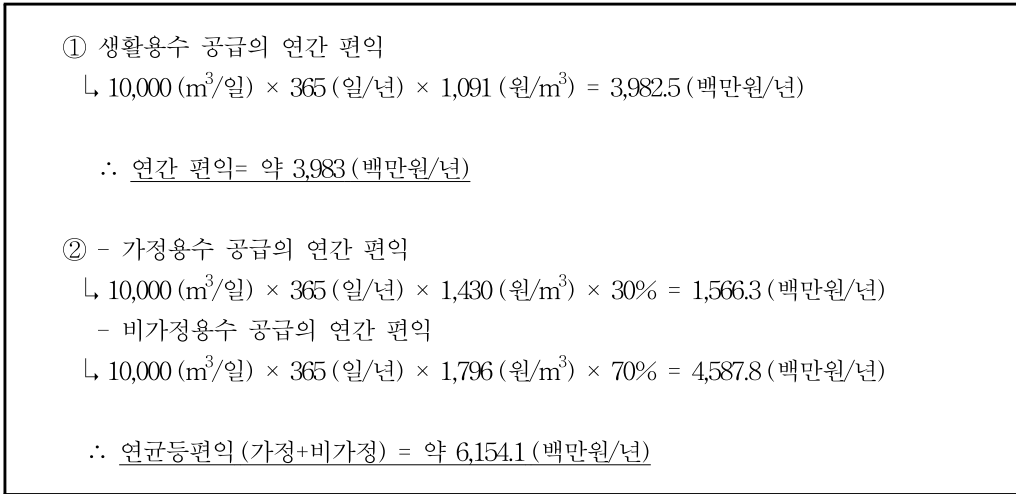 ① 생활용수 공급의 연간 편익
↳ 10,000 (m³/일) × 365 (일/년) × 1,091 (원/m³) = 3,982.5 (백만원/년)
∴ 연간 편익= 약 3,983 (백만원/년)
② - 가정용수 공급의 연간 편익
↳ 10,000 (m³/일) × 365 (일/년) × 1,430 (원/m³) × 30% = 1,566.3 (백만원/년)
- 비가정용수 공급의 연간 편익
↳ 10,000 (m³/일) × 365 (일/년) × 1,796 (원/m³) × 70% = 4,587.8 (백만원/년)
∴ 연균등편익 (가정+비가정) = 약 6,154.1 (백만원/년)